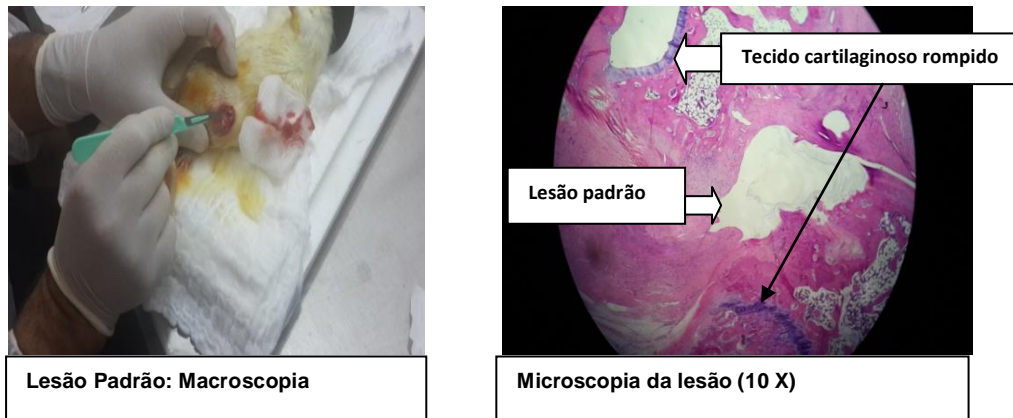 Tecido cartilaginoso rompido
Lesão padrão
Lesão Padrão: Macroscopia
Microscopia da lesão (10 X)